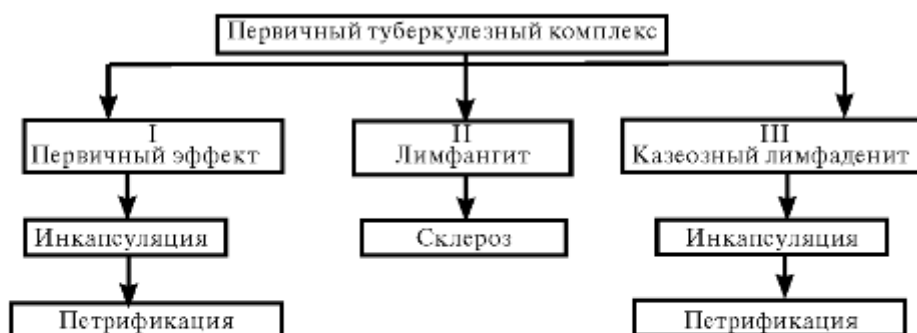 Первичный туберкулезный комплекс
I
Первичный эффект
II
Лимфангит
III
Казеозный лимфаденит
Инкапсуляция
Склероз
Инкапсуляция
Петрификация
Петрификация